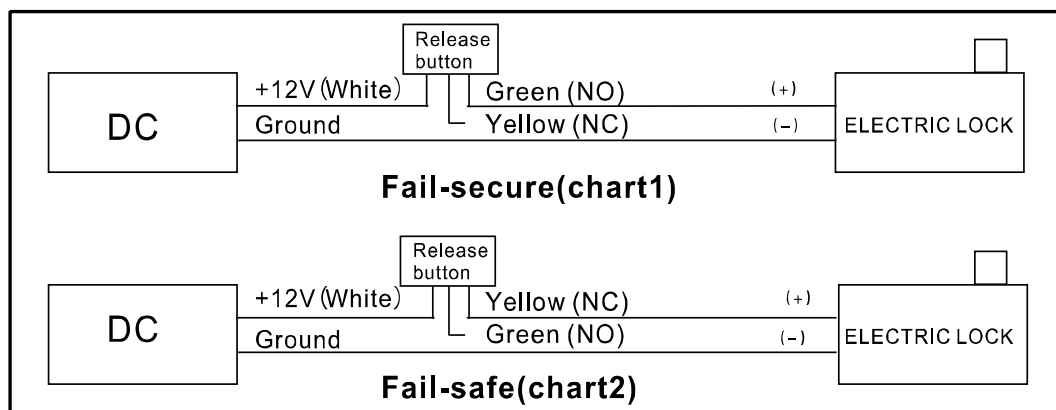 Release
button
+12V(White)
Green (NO)
(+)
DC
Ground
Yellow (NC)
(-)
ELECTRIC LOCK
Fail-secure(chart1)
Release
button
+12V(White)
Yellow (NC)
(+)
DC
Ground
Green (NO)
(-)
ELECTRIC LOCK
Fail-safe(chart2)